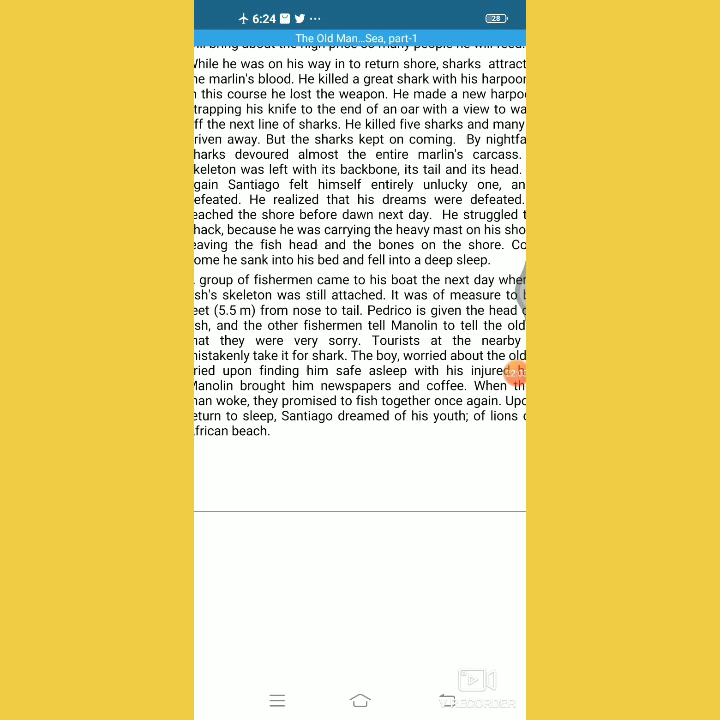 6:24 ... 28
The Old Man...Sea, part-1
hile he was on his way in to return shore, sharks attract
he marlin's blood. He killed a great shark with his harpoon
this course he lost the weapon. He made a new harpo
trapping his knife to the end of an oar with a view to wa
ff the next line of sharks. He killed five sharks and many
riven away. But the sharks kept on coming. By nightfa
harks devoured almost the entire marlin's carcass.
keleton was left with its backbone, its tail and its head.
gain Santiago felt himself entirely unlucky one, an
efeated. He realized that his dreams were defeated.
eached the shore before dawn next day. He struggled t
hack, because he was carrying the heavy mast on his sho
eaving the fish head and the bones on the shore. Co
ome he sank into his bed and fell into a deep sleep.
group of fishermen came to his boat the next day wher
sh's skeleton was still attached. It was of measure to
eet (5.5 m) from nose to tail. Pedrico is given the head
sh, and the other fishermen tell Manolin to tell the old
hat they were very sorry. Tourists at the nearby
mistakenly take it for shark. The boy, worried about the old
ried upon finding him safe asleep with his injured h
Manolin brought him newspapers and coffee. When th
nan woke, they promised to fish together once again. Upo
eturn to sleep, Santiago dreamed of his youth; of lions
frican beach.
V RECORDER